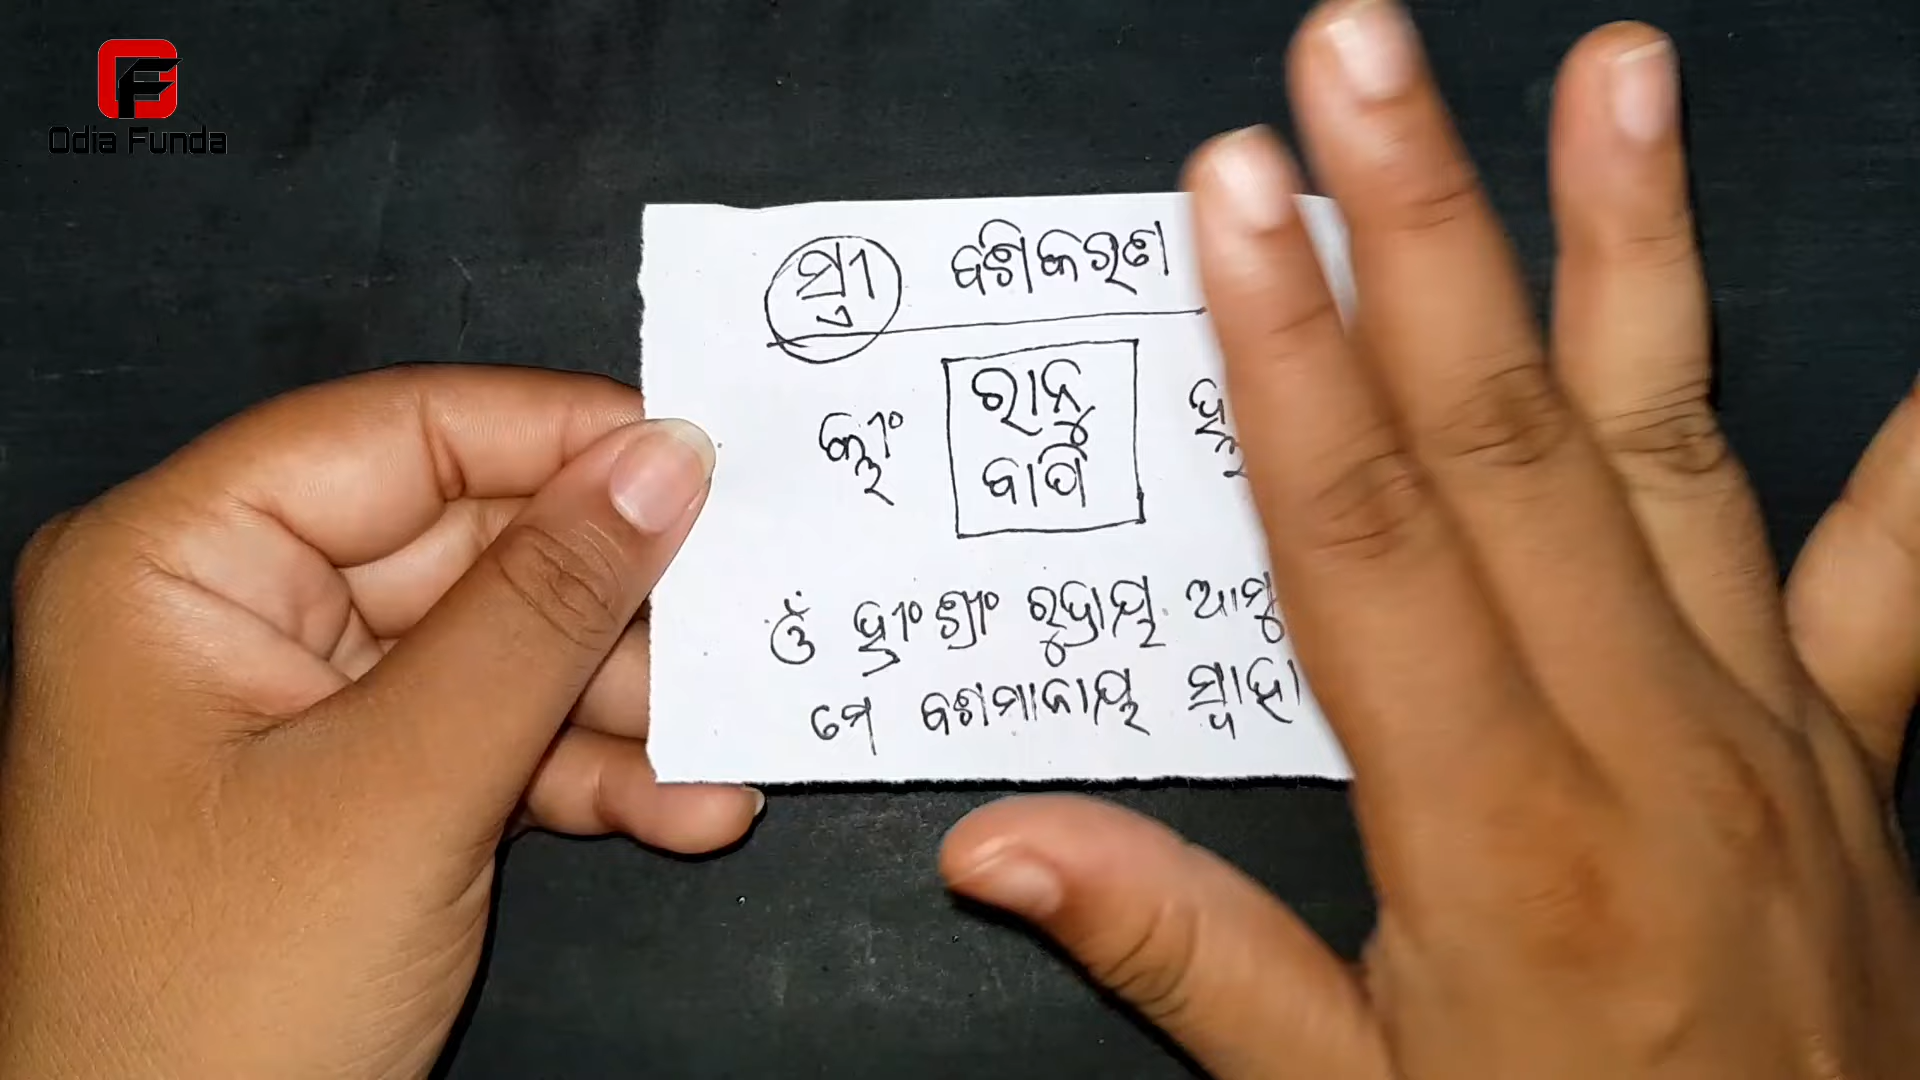 Odia Funda
ସ୍ତ୍ରୀ ବଶିକରଣ
ରାନୁ
କ୍ଲୀଂ
ବାପି
ଓଁ ହ୍ରୀଂ ଶ୍ରୀଂ ରୁଦ୍ରାୟ ଆମୁ
ମେ ବଶମାନାୟ ସ୍ୱାହା